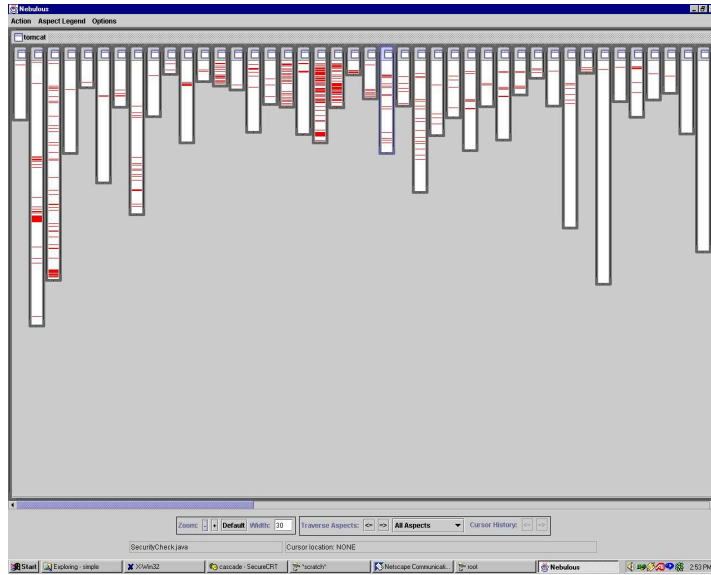 Nebulous
Action Aspect Legend Options
tomcat
Zoom: - + Default Width: 30 Traverse Aspects: <= => All Aspects Cursor History: <= =>
SecurityCheck.java Cursor location: NONE
Start Exploring - simple X-Win32 cascade - SecureCRT *scratch* Netscape Communicati... root Nebulous 2:53 PM